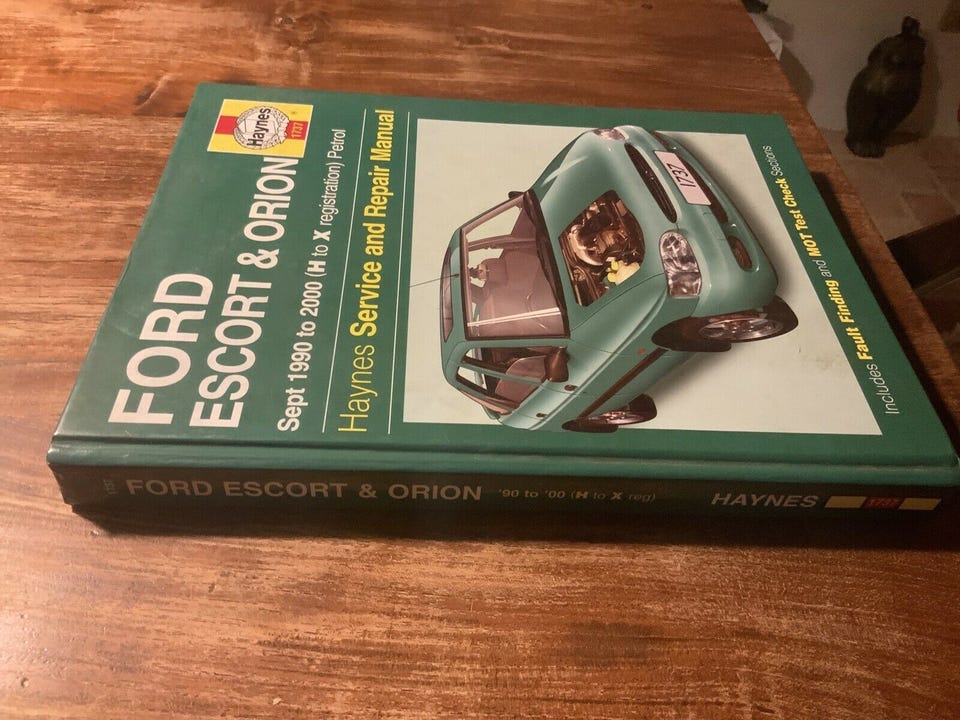 Haynes
1737
FORD
ESCORT & ORION
Sept 1990 to 2000 (H to X registration) Petrol
Haynes Service and Repair Manual
1737
Includes Fault Finding and MOT Test Check Sections
1737 FORD ESCORT & ORION '90 to '00 (H to X reg) HAYNES 1737